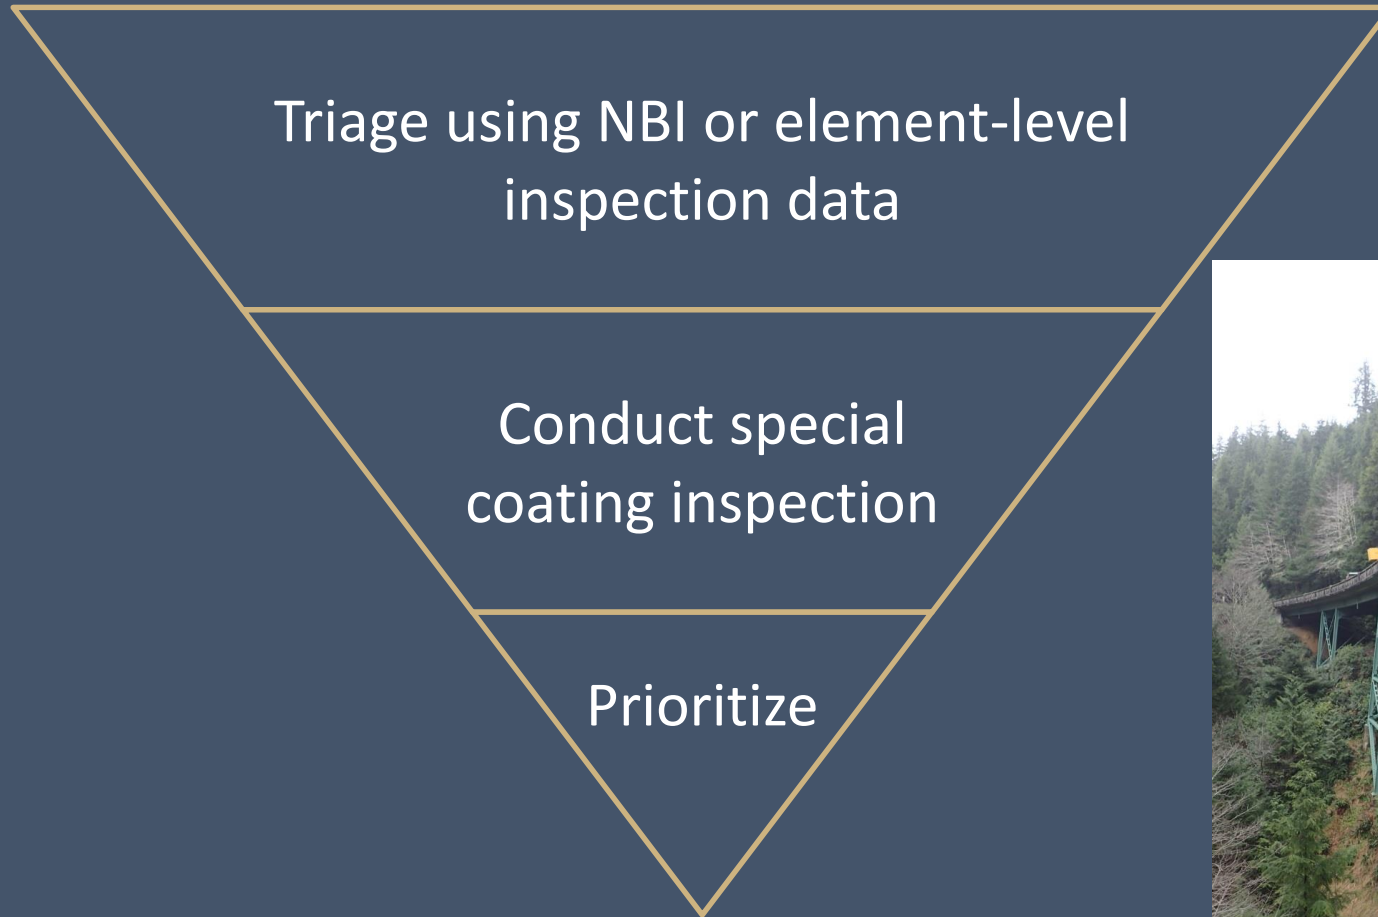 Triage using NBI or element-level
inspection data
Conduct special
coating inspection
Prioritize